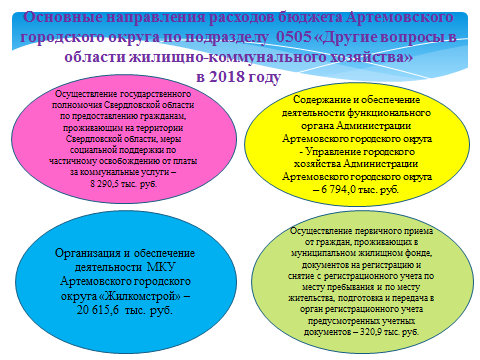 Основные направления расходов бюджета Артемовского
городского округа по подразделу 0505 «Другие вопросы в
области жилищно-коммунального хозяйства»
в 2018 году
Осуществление государственного
полномочия Свердловской области
по предоставлению гражданам,
проживающим на территории
Свердловской области, меры
социальной поддержки по
частичному освобождению от платы
за коммунальные услуги –
8 290,5 тыс. руб.
Содержание и обеспечение
деятельности функционального
органа Администрации
Артемовского городского округа
- Управление городского
хозяйства Администрации
Артемовского городского округа
– 6 794,0 тыс. руб.
Организация и обеспечение
деятельности МКУ
Артемовского городского
округа «Жилкомстрой» –
20 615,6 тыс. руб.
Осуществление первичного приема
от граждан, проживающих в
муниципальном жилищном фонде,
документов на регистрацию и
снятие с регистрационного учета по
месту пребывания и по месту
жительства, подготовка и передача в
орган регистрационного учета
предусмотренных учетных
документов – 320,9 тыс. руб.